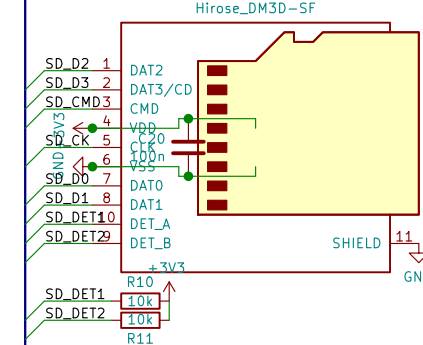 Hirose_DM3D-SF
SD_D2 1 DAT2
SD_D3 2 DAT3/CD
SD_CMD 3 CMD
+3V3 4 VDD
C20
SD_CK 5 CLK
100n
GND 6 VSS
SD_D0 7 DAT0
SD_D1 8 DAT1
SD_DET1 10 DET_A
SD_DET2 9 DET_B
SHIELD 11
+3V3
GN
R10
SD_DET1 10k
SD_DET2 10k
R11